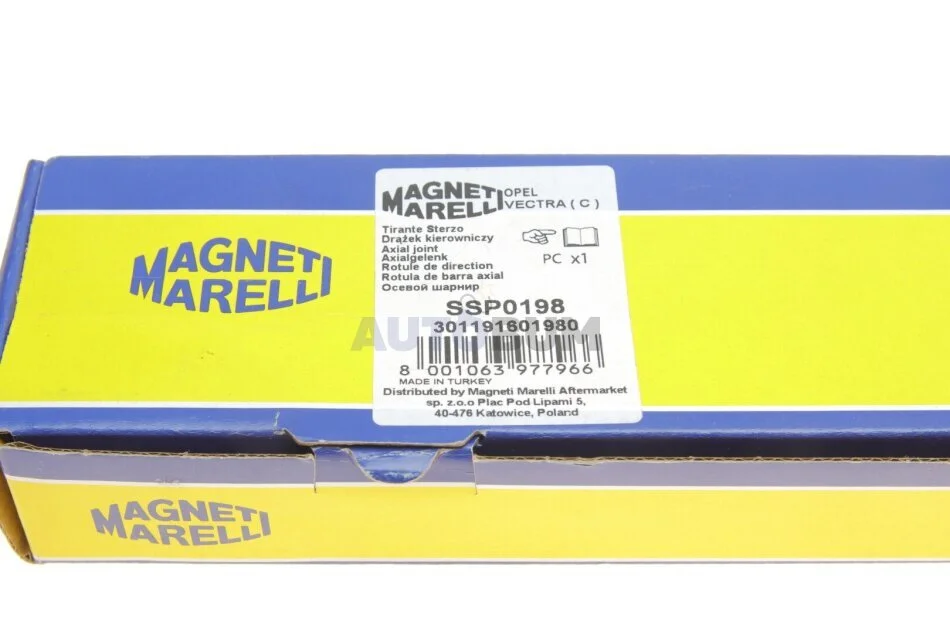 MAGNETI
MARELLI
OPEL
VECTRA ( C )
Tirante Sterzo
Drążek kierowniczy
Axial joint
Axialgelenk
Rotule de direction
Rotula de barra axial
Осевой шарнир
PC x1
SSP0198
301191601980
8 001063 977966
MADE IN TURKEY
Distributed by Magneti Marelli Aftermarket
sp. z.o.o Plac Pod Lipami 5,
40-476 Katowice, Poland
MAGNETI
MARELLI
AUTODUM
MAGNETI
MARELLI